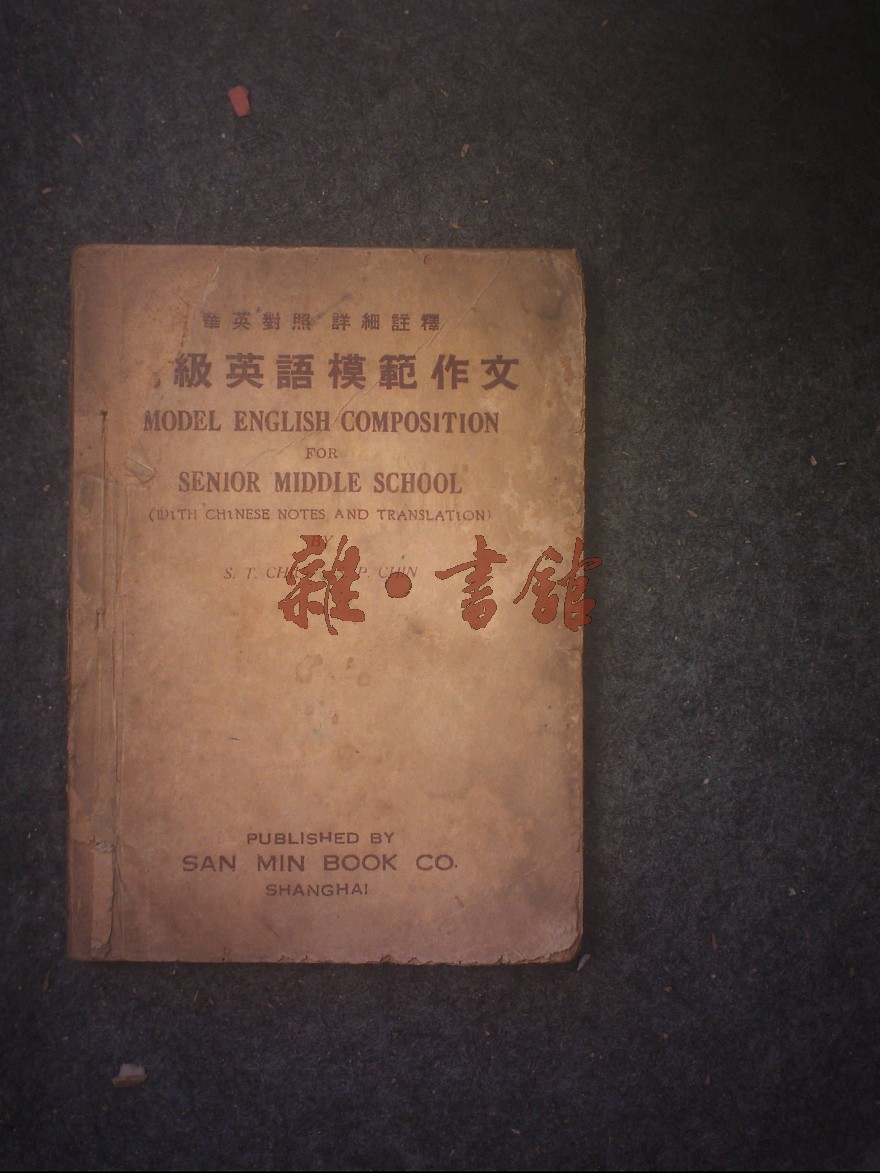 華英對照 詳細註釋
級英語模範作文
MODEL ENGLISH COMPOSITION
FOR
SENIOR MIDDLE SCHOOL
(WITH CHINESE NOTES AND TRANSLATION)
BY
S. T. P. CHIN
雜・書館
PUBLISHED BY
SAN MIN BOOK CO.
SHANGHAI